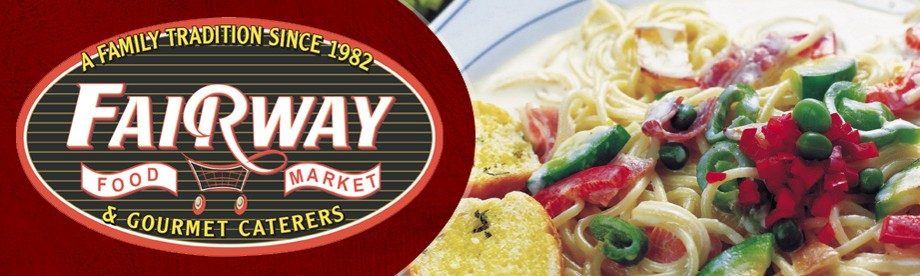 A FAMILY TRADITION SINCE 1982
FAIRWAY
FOOD MARKET
& GOURMET CATERERS